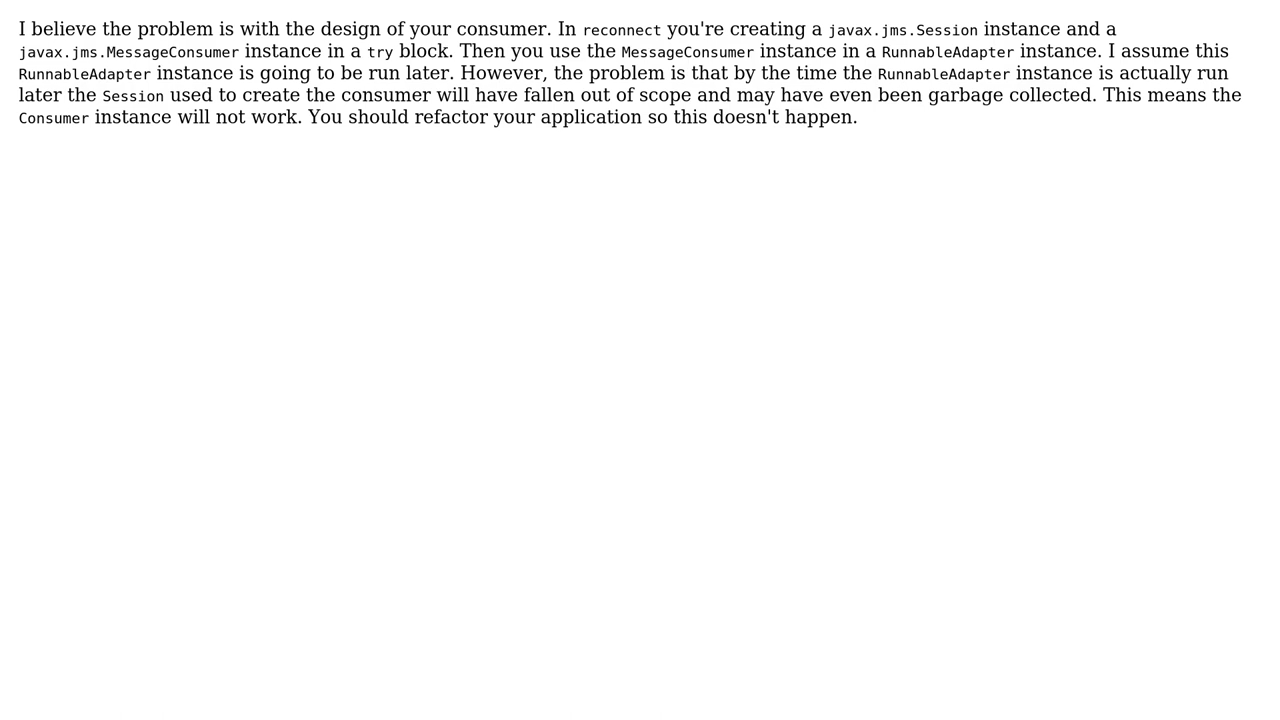 I believe the problem is with the design of your consumer. In reconnect you're creating a javax.jms.Session instance and a
javax.jms.MessageConsumer instance in a try block. Then you use the MessageConsumer instance in a RunnableAdapter instance. I assume this
RunnableAdapter instance is going to be run later. However, the problem is that by the time the RunnableAdapter instance is actually run
later the Session used to create the consumer will have fallen out of scope and may have even been garbage collected. This means the
Consumer instance will not work. You should refactor your application so this doesn't happen.